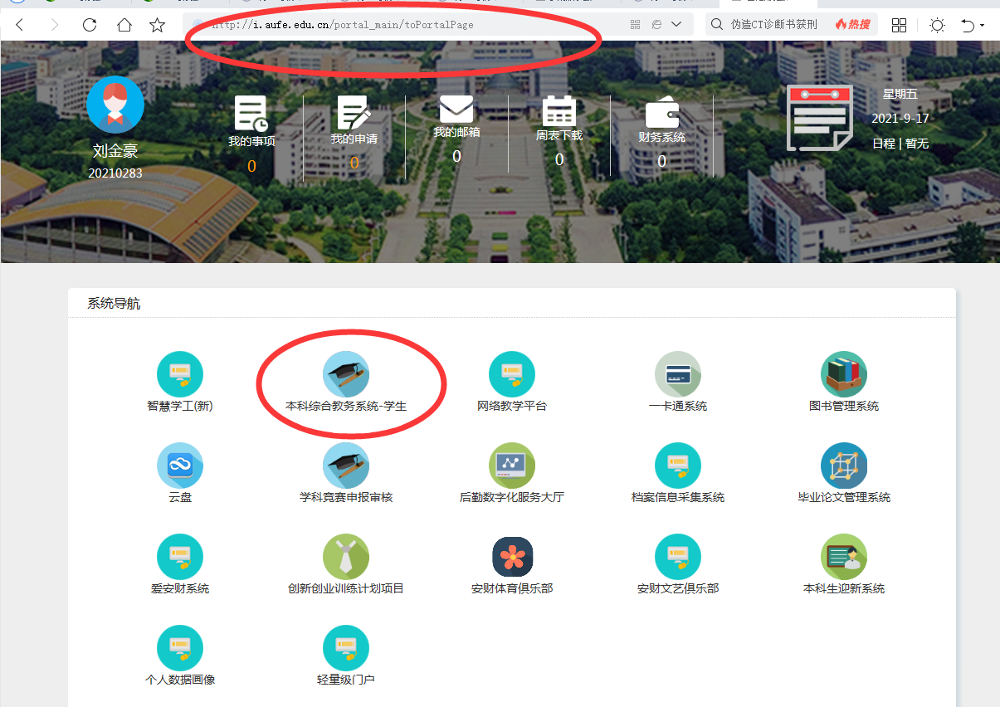 http://i.aufe.edu.cn/portal_main/toPortalPage
伪造CT诊断书获刑
热搜
刘金豪
20210283
我的事项
0
我的申请
0
我的邮箱
0
周表下载
0
财务系统
0
星期五
2021-9-17
日程 | 暂无
系统导航
智慧学工(新)
本科综合教务系统-学生
网络教学平台
一卡通系统
图书管理系统
云盘
学科竞赛申报审核
后勤数字化服务大厅
档案信息采集系统
毕业论文管理系统
爱安财系统
创新创业训练计划项目
安财体育俱乐部
安财文艺俱乐部
本科生迎新系统
个人数据画像
轻量级门户